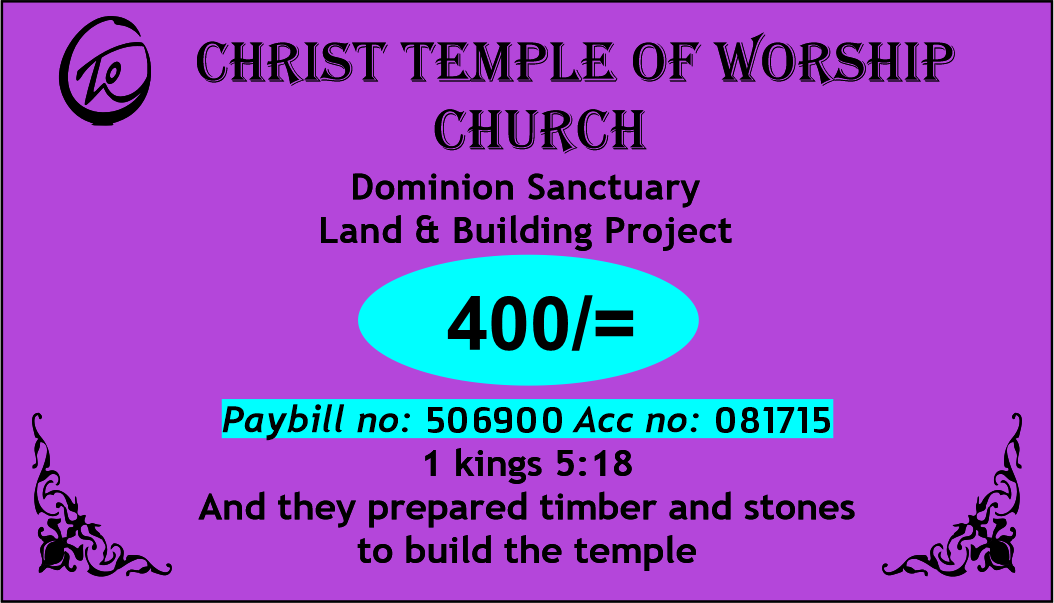 CHRIST TEMPLE OF WORSHIP
CHURCH
Dominion Sanctuary
Land & Building Project
400/=
Paybill no: 506900 Acc no: 081715
1 kings 5:18
And they prepared timber and stones
to build the temple